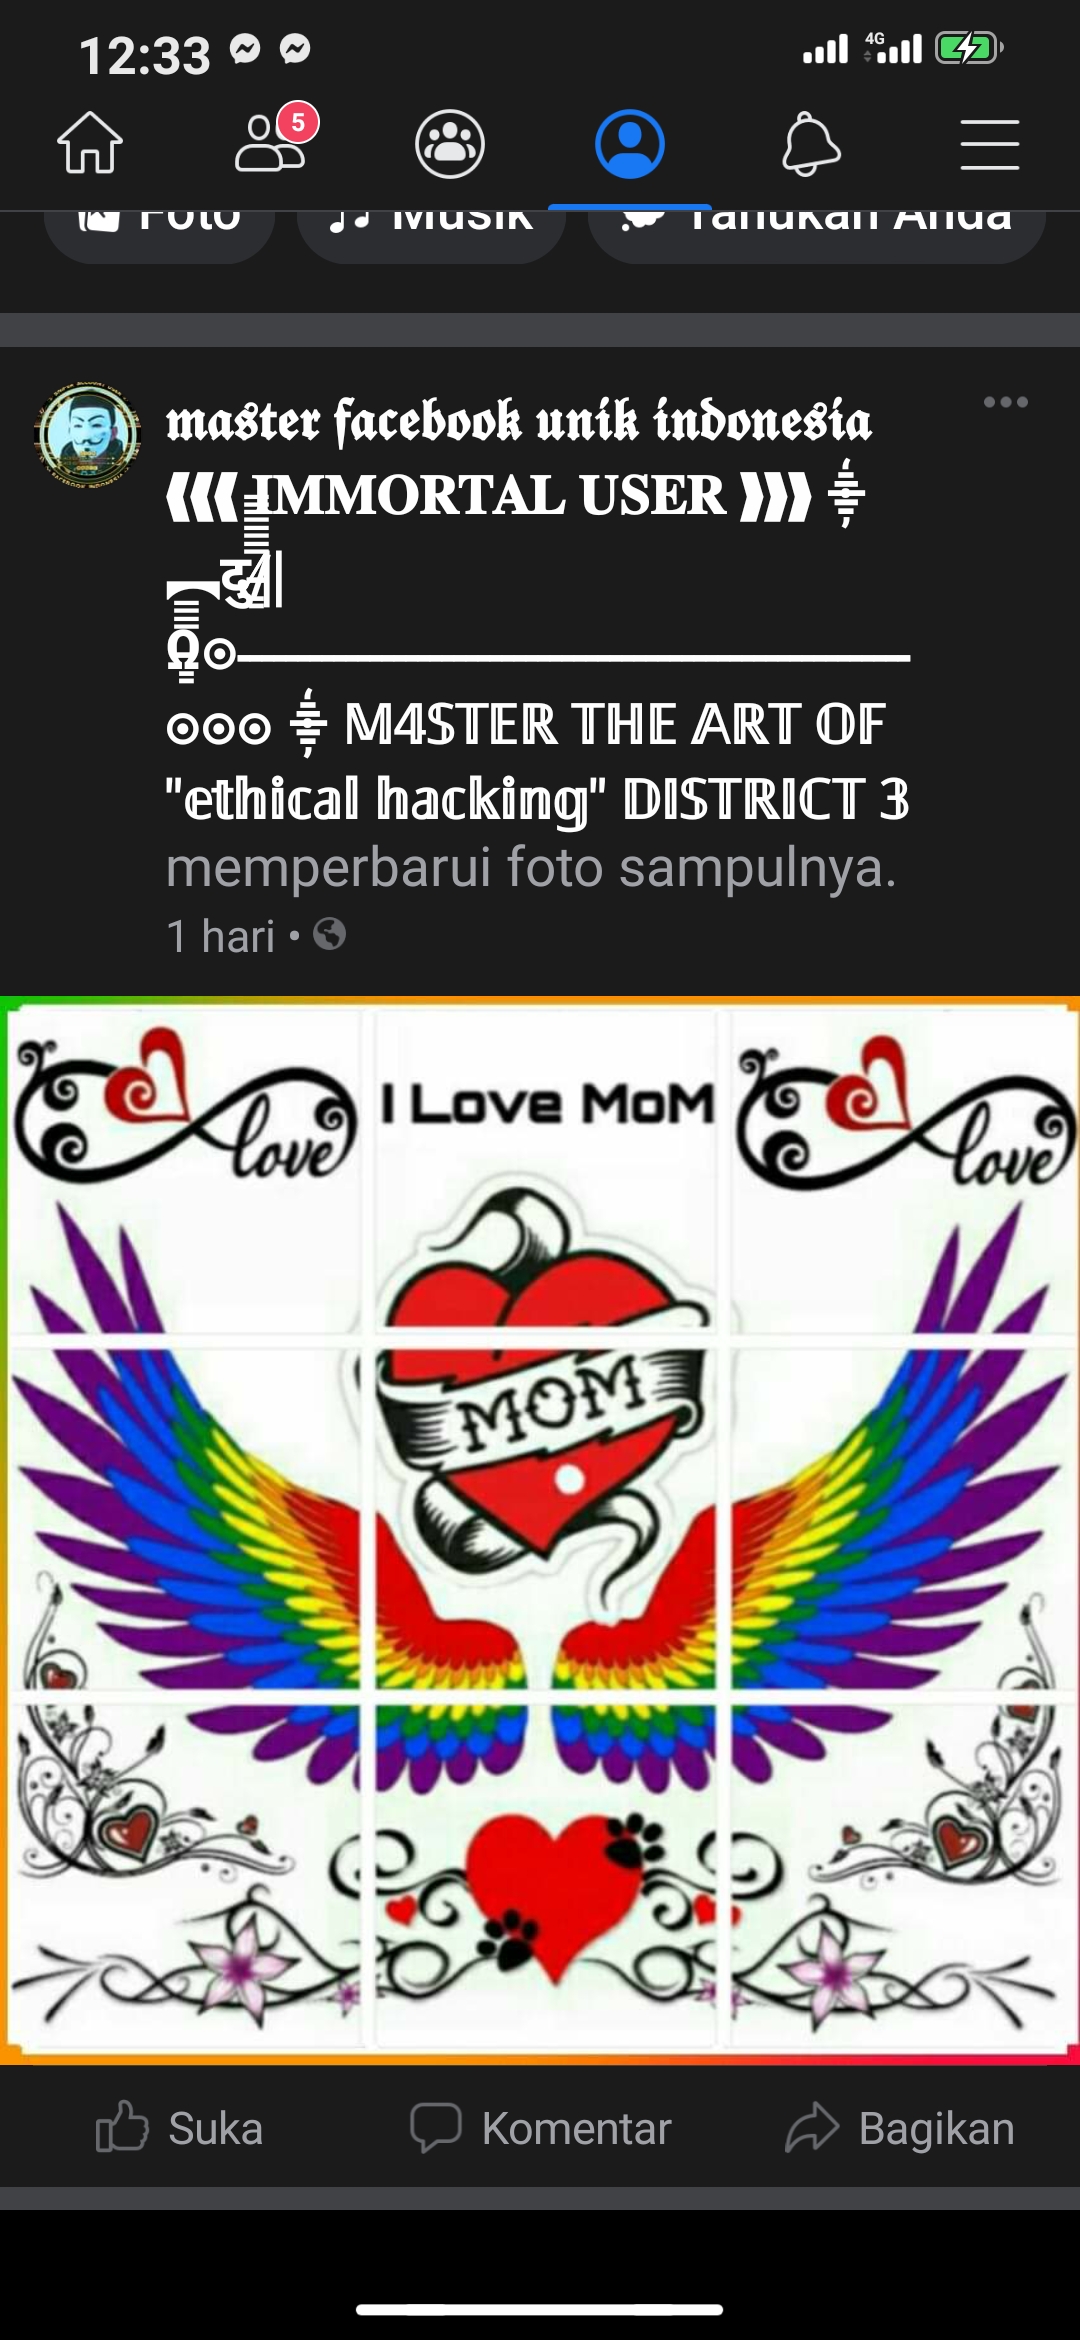 12:33
4G
5
Foto
Musik
Tandukan Anda
master facebook unik indonesia
⟪⟨ IMMORTAL USER ⟩⟫
Ω⊙
⊙⊙⊙ M4STER THE ART OF
"ethical hacking" DISTRICT 3
memperbarui foto sampulnya.
1 hari •
love
I Love MoM
love
MOM
Suka
Komentar
Bagikan